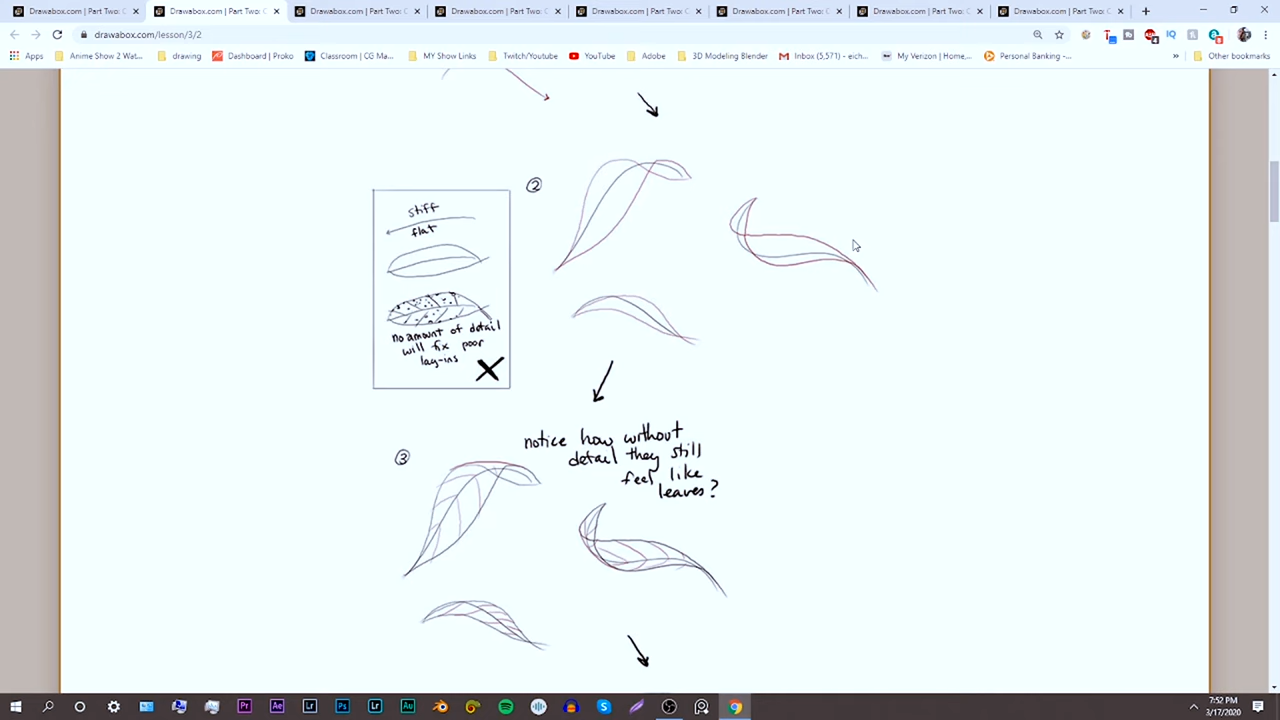 Drawabox.com | Part Two: C
Drawabox.com | Part Two: C
Drawabox.com | Part Two: C
Drawabox.com | Part Two: C
Drawabox.com | Part Two: C
Drawabox.com | Part Two: C
Drawabox.com | Part Two: C
Drawabox.com | Part Two: C
drawabox.com/lesson/3/2
Apps
Anime Show 2 Wat...
drawing
Dashboard | Proko
Classroom | CG Ma...
MY Show Links
Twitch/Youtube
YouTube
Adobe
3D Modeling Blender
Inbox (5,571) - eich...
My Verizon | Home,...
Personal Banking -...
Other bookmarks
2
stiff
flat
no amount of detail
will fix poor
lay-ins
3
notice how without
detail they still
feel like
leaves?
7:52 PM
3/17/2020